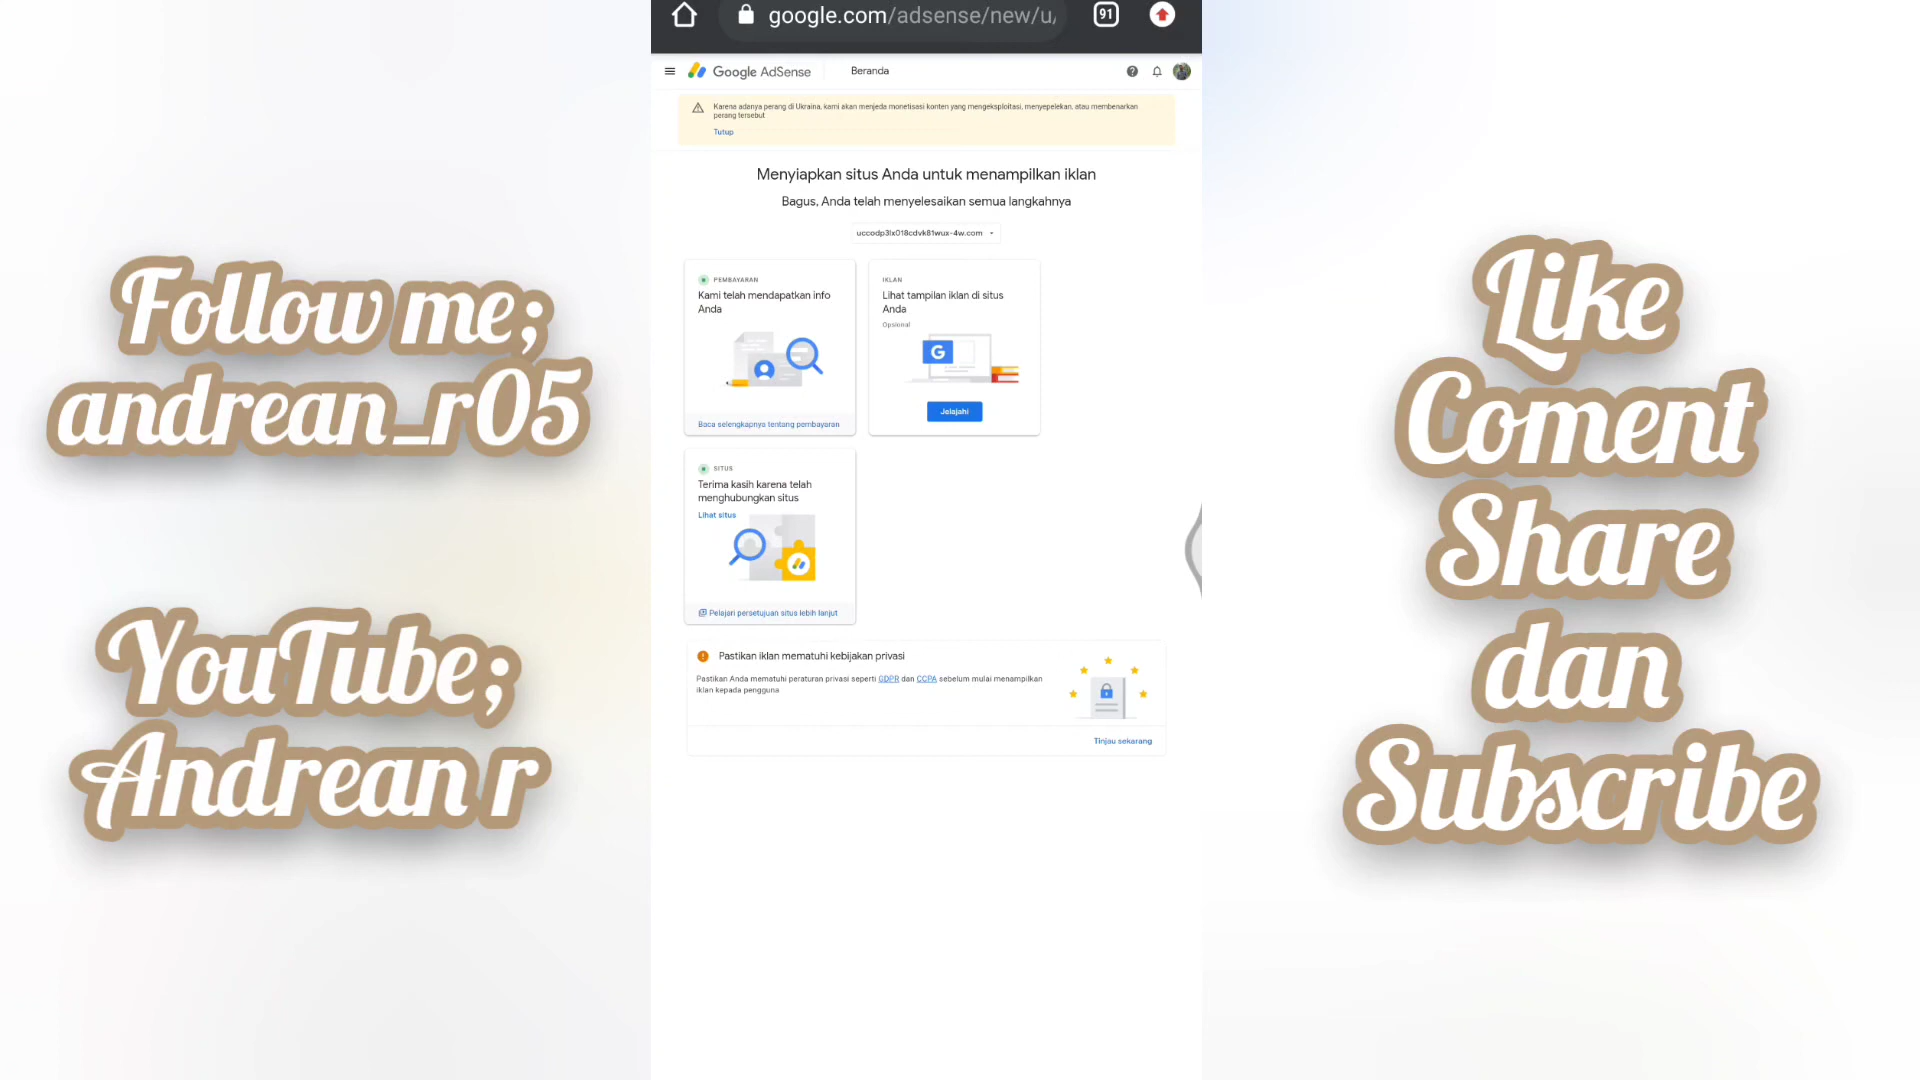 Follow me;
andrean_r05
YouTube;
Andrean r
google.com/adsense/new/u/
91
Google AdSense
Beranda
Karena adanya perang di Ukraina, kami akan menjeda monetisasi konten yang mengeksploitasi, menyepelekan, atau membenarkan
perang tersebut
Tutup
Menyiapkan situs Anda untuk menampilkan iklan
Bagus, Anda telah menyelesaikan semua langkahnya
uccodp3lx018cdvk81wux-4w.com
PEMBAYARAN
Kami telah mendapatkan info
Anda
Baca selengkapnya tentang pembayaran
IKLAN
Lihat tampilan iklan di situs
Anda
Opsional
G
Jelajahi
SITUS
Terima kasih karena telah
menghubungkan situs
Lihat situs
Pelajari persetujuan situs lebih lanjut
Pastikan iklan mematuhi kebijakan privasi
Pastikan Anda mematuhi peraturan privasi seperti GDPR dan CCPA sebelum mulai menampilkan
iklan kepada pengguna
Tinjau sekarang
Like
Coment
Share
dan
Subscribe